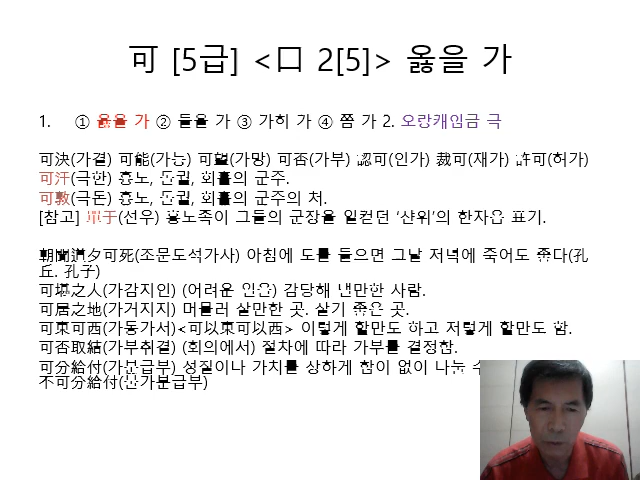 可 [5급] <口 2[5]> 옳을 가
1. ① 옳을 가 ② 들을 가 ③ 가히 가 ④ 쯤 가 2. 오랑캐임금 극
可決(가결) 可能(가능) 可望(가망) 可否(가부) 認可(인가) 裁可(재가) 許可(허가)
可汗(극한) 흉노, 돌궐, 회흘의 군주.
可敦(극돈) 흉노, 돌궐, 회흘의 군주의 처.
[참고] 單于(선우) 흉노족이 그들의 군장을 일컫던 ‘샨위’의 한자음 표기.
朝聞道夕可死(조문도석가사) 아침에 도를 들으면 그날 저녁에 죽어도 좋다(孔
丘. 孔子)
可堪之人(가감지인) (어려운 일을) 감당해 낼만한 사람.
可居之地(가거지지) 머물러 살만한 곳. 살기 좋은 곳.
可東可西(가동가서)<可以東可以西> 이렇게 할만도 하고 저렇게 할만도 함.
可否取結(가부취결) (회의에서) 절차에 따라 가부를 결정함.
可分給付(가분급부) 성질이나 가치를 상하게 함이 없이 나눌 수
不可分給付(불가분급부)